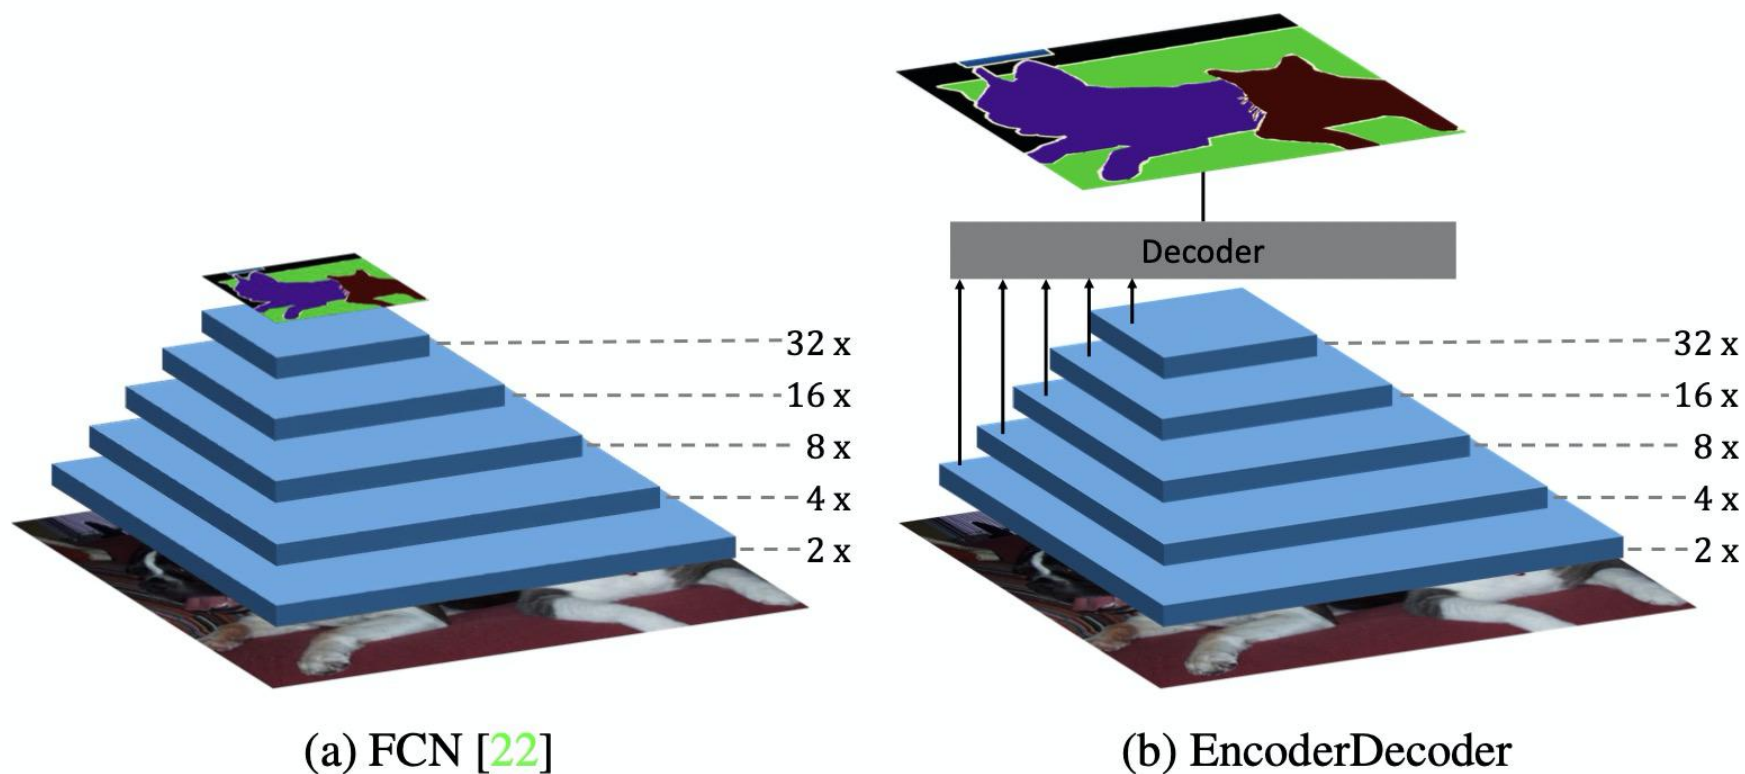 Decoder
32 x
16 x
8 x
4 x
2 x
32 x
16 x
8 x
4 x
2 x
(a) FCN [22]
(b) EncoderDecoder